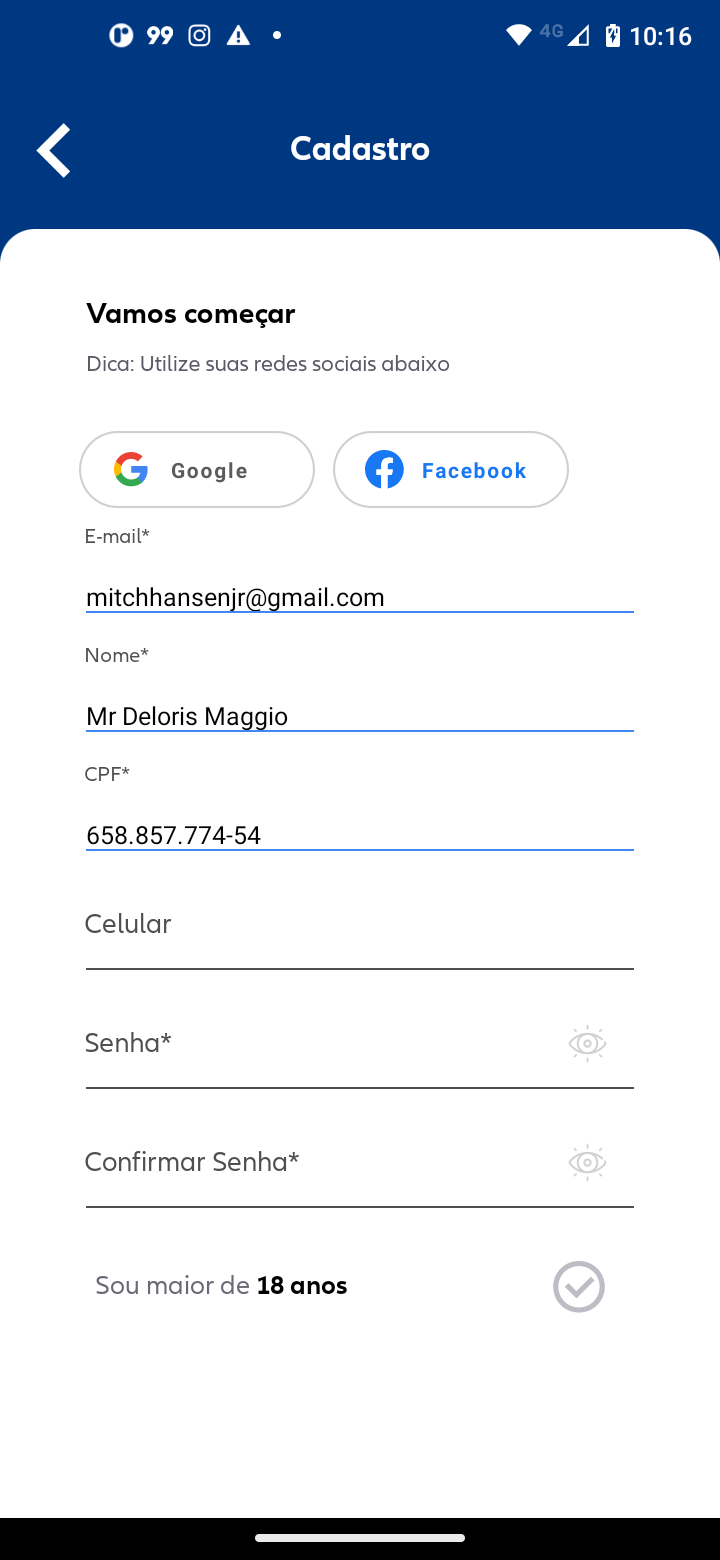 99 4G 10:16
Cadastro
Vamos começar
Dica: Utilize suas redes sociais abaixo
Google Facebook
E-mail*
mitchhansenjr@gmail.com
Nome*
Mr Deloris Maggio
CPF*
658.857.774-54
Celular
Senha*
Confirmar Senha*
Sou maior de 18 anos